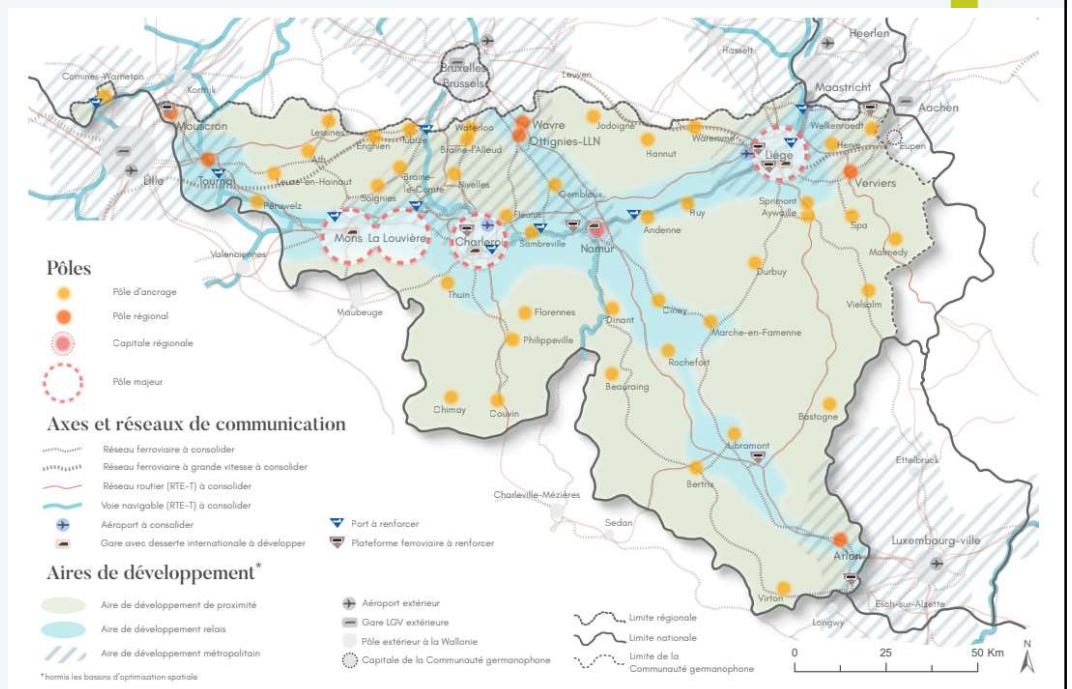 Heerlen
Hasselt
Comines-Warneton
Bruxelles
Brussels
Kortrijk
Leuven
Maastricht
Aachen
Mouscron
Lessines
Enghien
Tubize
Waterloo
Wavre
Jodoigne
Waremme
Welkenraedt
Ottignies-LLN
Braine-l'Alleud
Hannut
Liège
Herve
Eupen
Ath
Lille
Tournai
Leuze-en-Hainaut
Braine-
le-Comte
Nivelles
Soignies
Gembloux
Verviers
Péruwelz
Fleurus
Huy
Sprimont
Aywaille
Spa
Andenne
Mons
La Louvière
Charleroi
Sambreville
Namur
Malmedy
Valenciennes
Durbuy
Thuin
Vielsalm
Maubeuge
Florennes
Dinant
Ciney
Marche-en-Famenne
Philippeville
Rochefort
Beauraing
Chimay
Couvin
Bastogne
Libramont
Ettelbruck
Bertrix
Charleville-Mézières
Sedan
Luxembourg-ville
Arlon
Virton
Esch-sur-Alzette
Longwy
Pôles
Pôle d'ancrage
Pôle régional
Capitale régionale
Pôle majeur
Axes et réseaux de communication
Réseau ferroviaire à consolider
Réseau ferroviaire à grande vitesse à consolider
Réseau routier (RTE-T) à consolider
Voie navigable (RTE-T) à consolider
Aéroport à consolider
Gare avec desserte internationale à développer
Port à renforcer
Plateforme ferroviaire à renforcer
Aires de développement*
Aire de développement de proximité
Aire de développement relais
Aire de développement métropolitain
*hormis les bassins d'optimisation spatiale
Aéroport extérieur
Gare LGV extérieure
Pôle extérieur à la Wallonie
Capitale de la Communauté germanophone
Limite régionale
Limite nationale
Limite de la
Communauté germanophone
N
0 25 50 Km